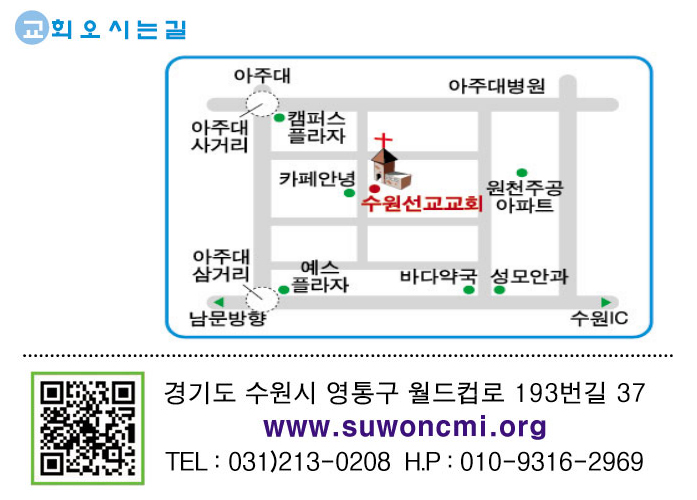 교회 오시는길
아주대
아주대병원
아주대
사거리
캠퍼스
플라자
카페안녕
수원선교교회
원천주공
아파트
아주대
삼거리
예스
플라자
바다약국
성모안과
남문방향
수원IC
경기도 수원시 영통구 월드컵로 193번길 37
www.suwoncmi.org
TEL : 031)213-0208 H.P : 010-9316-2969